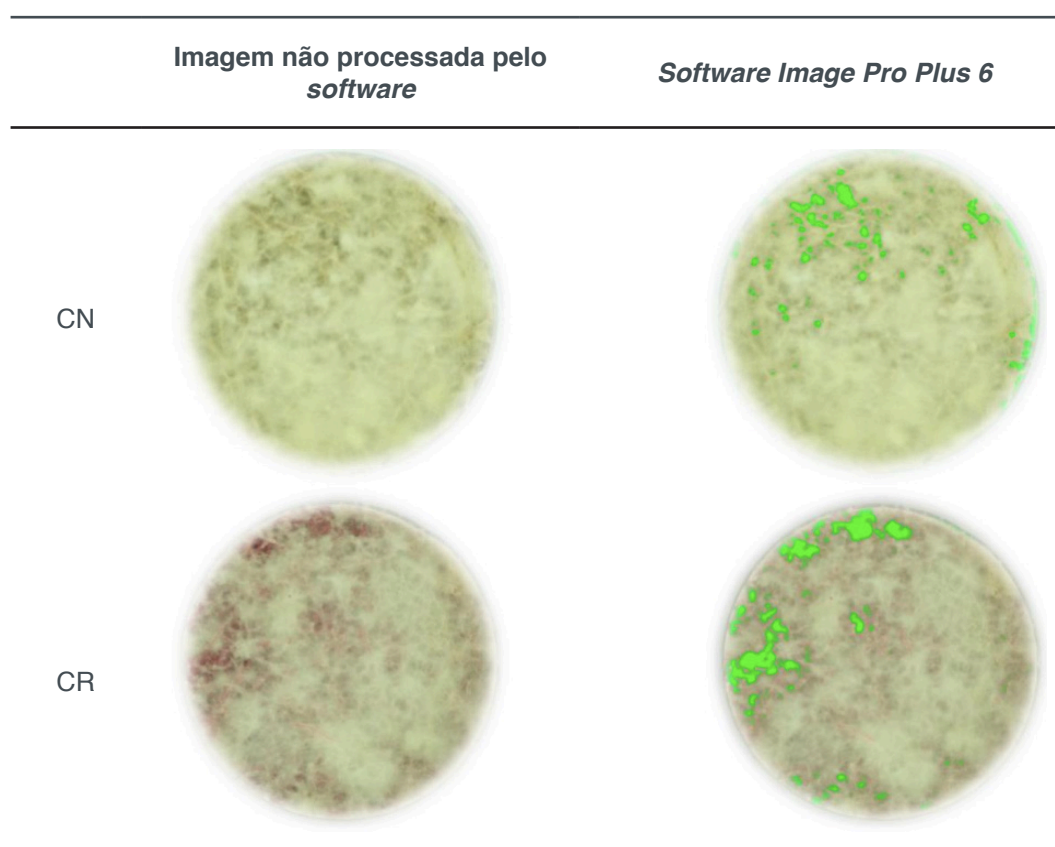 Imagem não processada pelo
software
Software Image Pro Plus 6
CN
CR